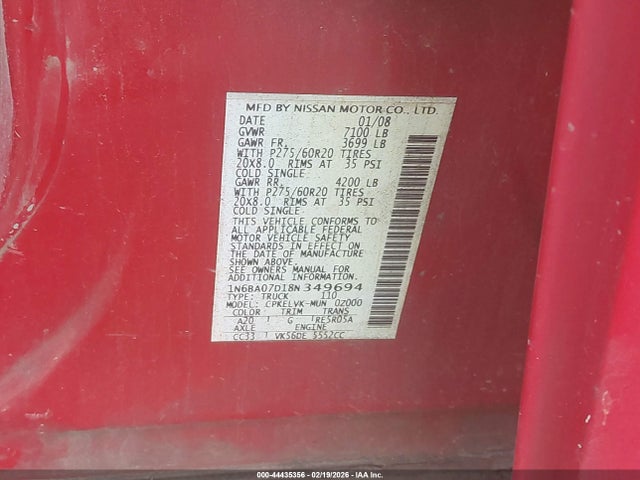 MFD BY NISSAN MOTOR CO., LTD.
DATE 01/08
GVWR 7100 LB
GAWR FR. 3699 LB
WITH P275/60R20 TIRES
20x8.0 RIMS AT 35 PSI
COLD SINGLE
GAWR RR. 4200 LB
WITH P275/60R20 TIRES
20x8.0 RIMS AT 35 PSI
COLD SINGLE
THIS VEHICLE CONFORMS TO
ALL APPLICABLE FEDERAL
MOTOR VEHICLE SAFETY
STANDARDS IN EFFECT ON
THE DATE OF MANUFACTURE
SHOWN ABOVE.
SEE OWNERS MANUAL FOR
ADDITIONAL INFORMATION.
1N6BA07D18N349694
TYPE: TRUCK 110
MODEL: CPKELVK-MUN 02000
COLOR TRIM TRANS
A20 G RE5R05A
AXLE ENGINE
CC33 VK56DE 5552CC
000-44435356 - 02/19/2026 - IAA Inc.